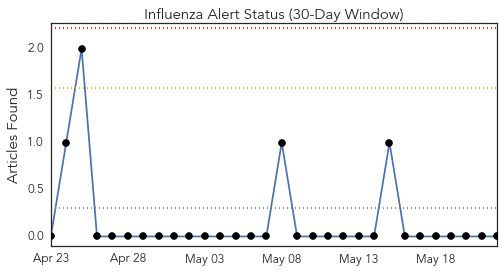 Influenza Alert Status (30-Day Window)
Articles Found
2.0
1.5
1.0
0.5
0.0
Apr 23 Apr 28 May 03 May 08 May 13 May 18